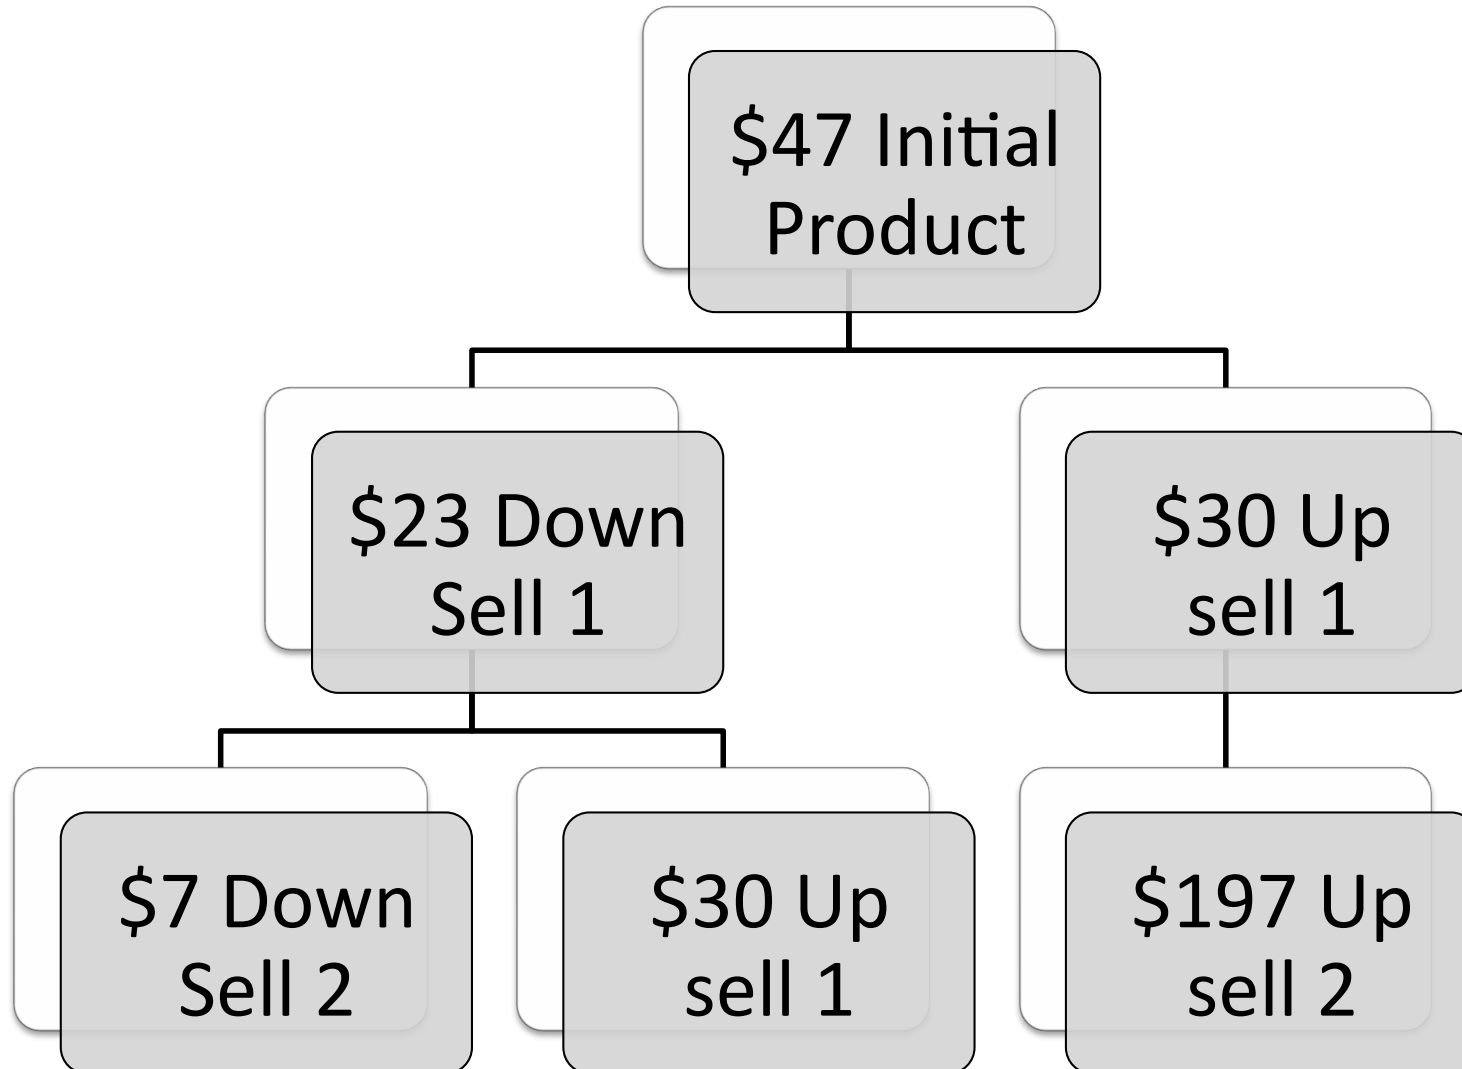 $47 Initial
Product
$23 Down
Sell 1
$30 Up
sell 1
$7 Down
Sell 2
$30 Up
sell 1
$197 Up
sell 2